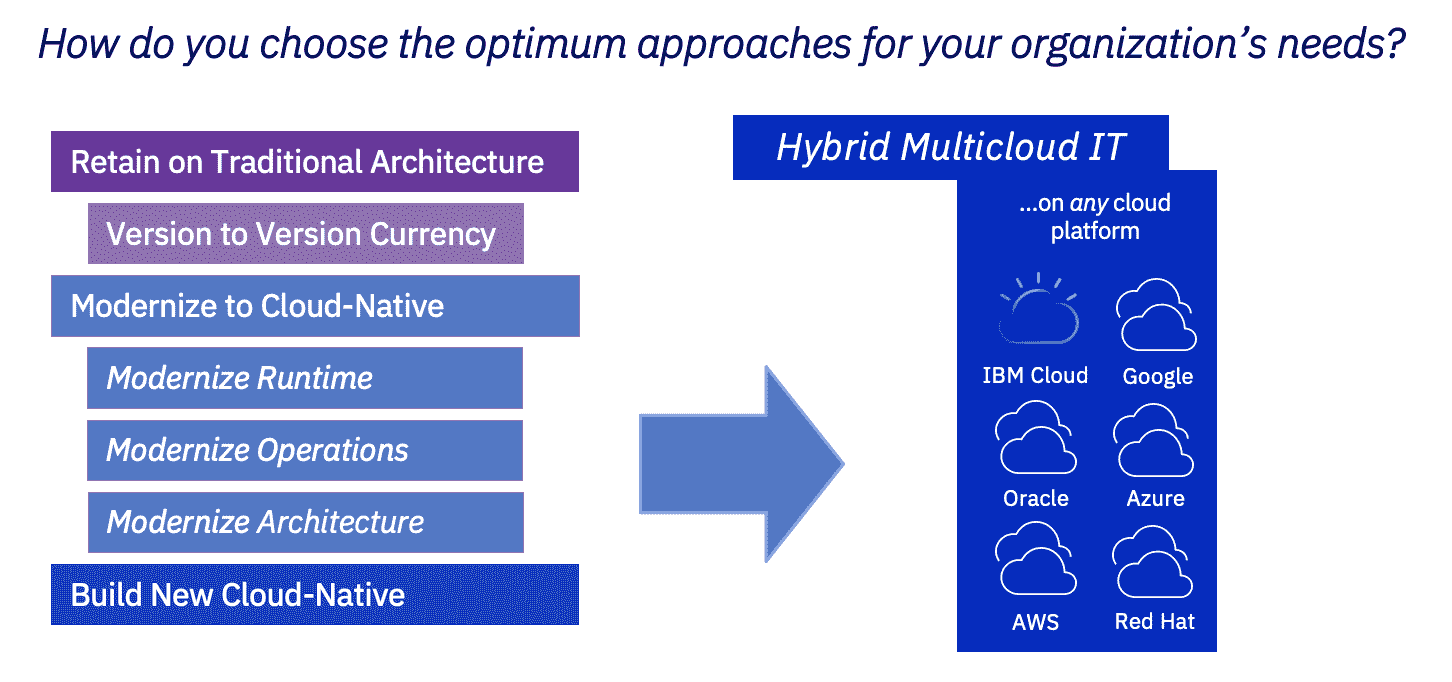 How do you choose the optimum approaches for your organization's needs?
Retain on Traditional Architecture
Version to Version Currency
Modernize to Cloud-Native
Modernize Runtime
Modernize Operations
Modernize Architecture
Build New Cloud-Native
Hybrid Multicloud IT
...on any cloud
platform
IBM Cloud
Google
Oracle
Azure
AWS
Red Hat